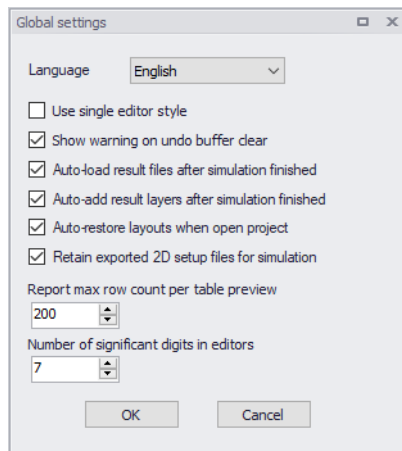 Global settings
Language English
Use single editor style
Show warning on undo buffer clear
Auto-load result files after simulation finished
Auto-add result layers after simulation finished
Auto-restore layouts when open project
Retain exported 2D setup files for simulation
Report max row count per table preview
200
Number of significant digits in editors
7
OK Cancel